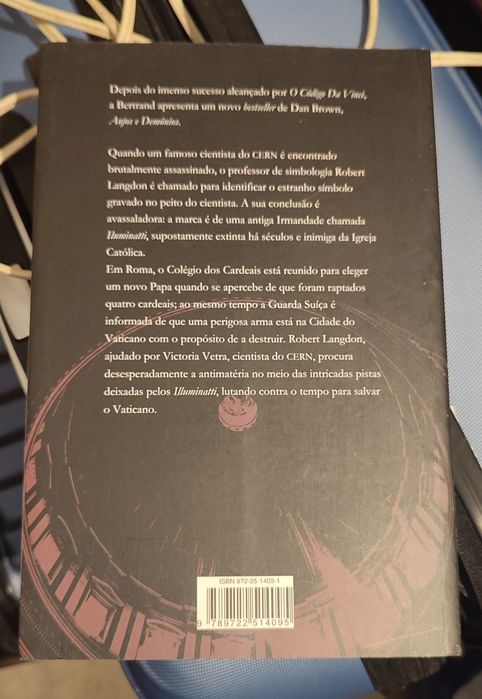 Depois do imenso sucesso alcançado por O Código Da Vinci,
a Bertrand apresenta um novo bestseller de Dan Brown,
Anjos e Demónios.
Quando um famoso cientista do CERN é encontrado
brutalmente assassinado, o professor de simbologia Robert
Langdon é chamado para identificar o estranho símbolo
gravado no peito do cientista. A sua conclusão é
avassaladora: a marca é de uma antiga Irmandade chamada
Iluminatti, supostamente extinta há séculos e inimiga da Igreja
Católica.
Em Roma, o Colégio dos Cardeais está reunido para eleger
um novo Papa quando se apercebe de que foram raptados
quatro cardeais; ao mesmo tempo a Guarda Suíça é
informada de que uma perigosa arma está na Cidade do
Vaticano com o propósito de a destruir. Robert Langdon,
ajudado por Victoria Vetra, cientista do CERN, procura
desesperadamente a antimatéria no meio das intricadas pistas
deixadas pelos Illuminatti, lutando contra o tempo para salvar
o Vaticano.
ISBN 972-25-1409-1
9 789722 514095